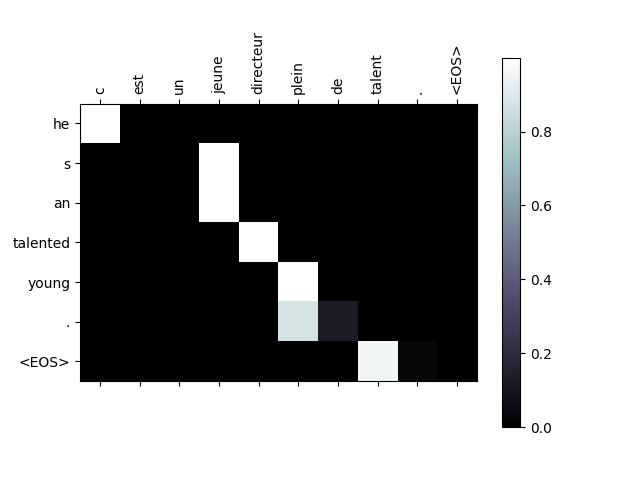 c est un jeune directeur plein de talent . <EOS>
he
s
an
talented
young
.
<EOS>
0.8
0.6
0.4
0.2
0.0